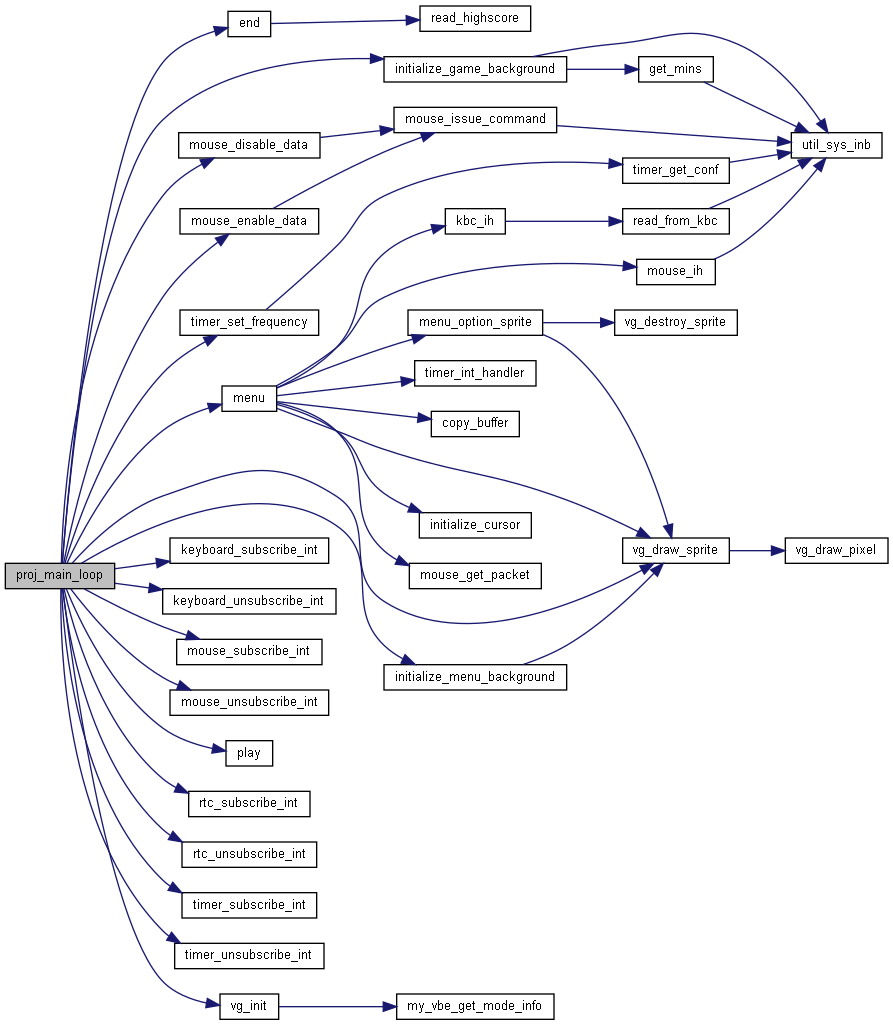 end
read_highscore
initialize_game_background
get_mins
mouse_issue_command
mouse_disable_data
util_sys_inb
timer_get_conf
mouse_enable_data
kbc_ih
read_from_kbc
mouse_ih
timer_set_frequency
menu_option_sprite
vg_destroy_sprite
timer_int_handler
menu
copy_buffer
initialize_cursor
keyboard_subscribe_int
vg_draw_sprite
vg_draw_pixel
proj_main_loop
mouse_get_packet
keyboard_unsubscribe_int
mouse_subscribe_int
initialize_menu_background
mouse_unsubscribe_int
play
rtc_subscribe_int
rtc_unsubscribe_int
timer_subscribe_int
timer_unsubscribe_int
vg_init
my_vbe_get_mode_info